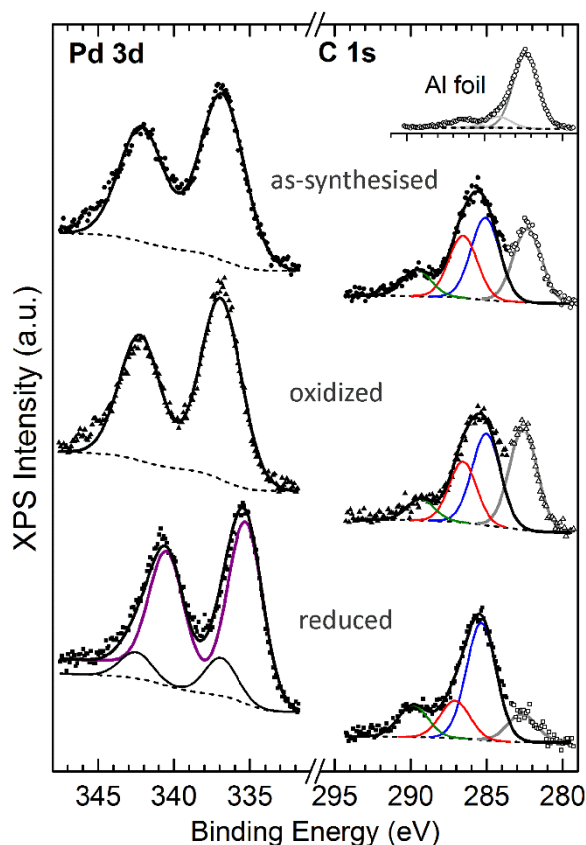 Pd 3d
C 1s
Al foil
as-synthesised
oxidized
reduced
XPS Intensity (a.u.)
345 340 335 295 290 285 280
Binding Energy (eV)